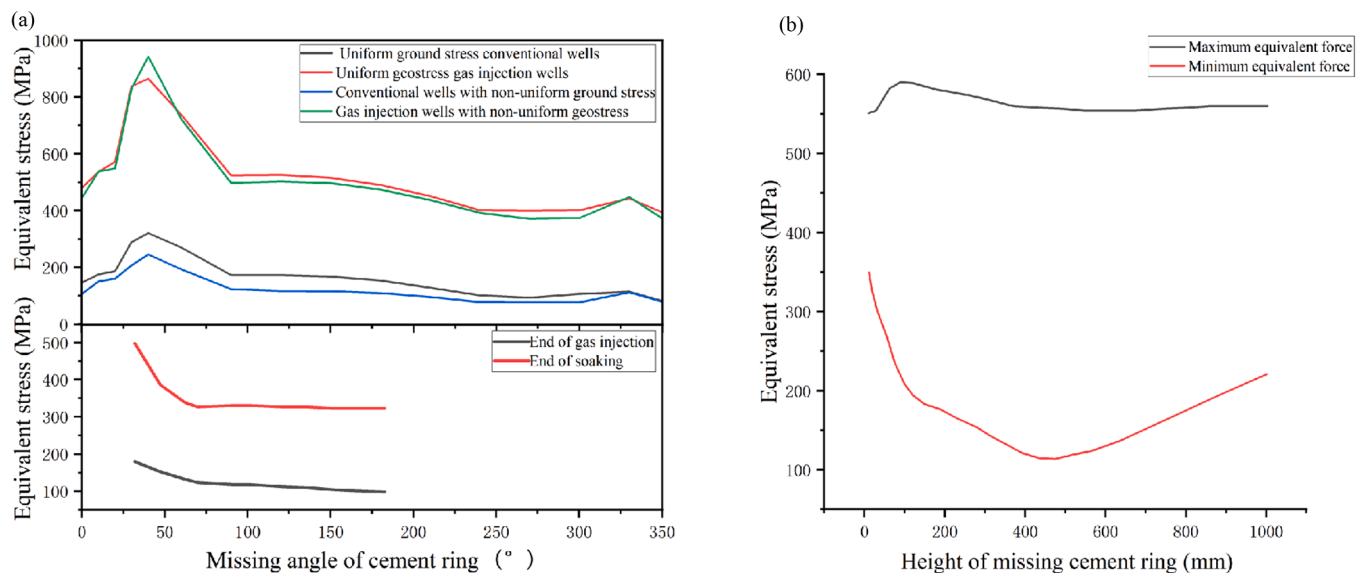 (a)
Equivalent stress (MPa)
1000
800
600
400
200
0
Uniform ground stress conventional wells
Uniform geostress gas injection wells
Conventional wells with non-uniform ground stress
Gas injection wells with non-uniform geostress
Equivalent stress (MPa)
500
400
300
200
100
End of gas injection
End of soaking
0 50 100 150 200 250 300 350
Missing angle of cement ring (°)
(b)
Maximum equivalent force
Minimum equivalent force
Equivalent stress (MPa)
600
500
400
300
200
100
0 200 400 600 800 1000
Height of missing cement ring (mm)